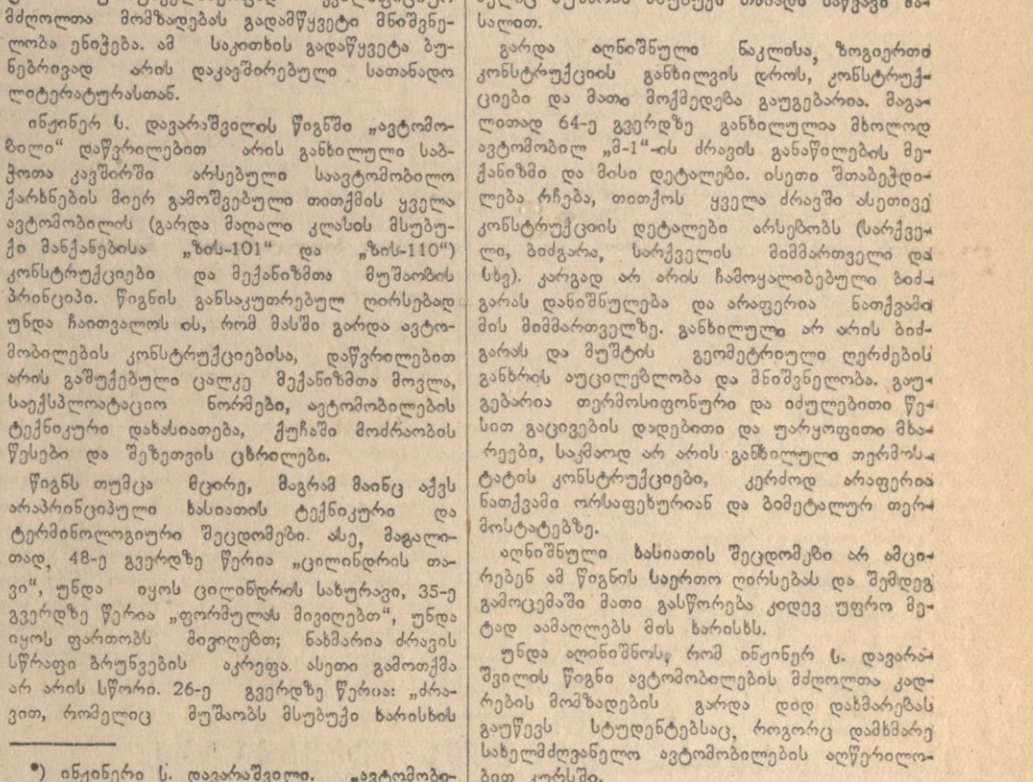 მძღოლთა მომზადებას გადამწყვეტი მნიშვნე-
ლობა ენიჭება. ამ საკითხის გადაწყვეტა ბუ-
ნებრივად არის დაკავშირებული სათანადო
ლიტერატურასთან.
ინჟინერ ს. დავარაშვილის წიგნში „ავტომო-
ბილი“ დაწვრილებით არის განხილული საბ-
ჭოთა კავშირში არსებული საავტომობილო
ქარხნების მიერ გამოშვებული თითქმის ყველა
ავტომობილის (გარდა მაღალი კლასის მსუბუ-
ქი მანქანებისა „ზის-101“ და „ზის-110“)
კონსტრუქციები და მექანიზმთა მუშაობის
პრინციპი. წიგნის განსაკუთრებულ ღირსებად
უნდა ჩაითვალოს ის, რომ მასში გარდა ავტო-
მობილების კონსტრუქციებისა, დაწვრილებით
არის გაშუქებული ცალკე მექანიზმთა მოვლა,
საექსპლოატაციო ნორმები, ავტომობილების
ტექნიკური დახასიათება, ქუჩაში მოძრაობის
წესები და შეზეთვის ცხრილები.
წიგნს თუმცა მცირე, მაგრამ მაინც აქვს
არაპრინციპული ხასიათის ტექნიკური და
ტერმინოლოგიური შეცდომები. ასე, მაგალი-
თად, 48-ე გვერდზე წერია „ცილინდრის თა-
ვი“, უნდა იყოს ცილინდრის სახურავი, 35-ე
გვერდზე წერია „ფორმულას მივიღებთ“, უნდა
იყოს ფართობს მივიღებთ; ნახმარია ძრავის
სწრაფი ბრუნვების აკრეფა. ასეთი გამოთქმა
არ არის სწორი. 26-ე გვერდზე წერია: „ძრა-
ვით, რომელიც მუშაობს მსუბუქი ხარისხის
*) ინჟინერი ს. დავარაშვილი. „ავტომობი-
სალით.
გარდა აღნიშნული ნაკლისა, ზოგიერთი
კონსტრუქციის განხილვის დროს, კონსტრუქ-
ციები და მათი მოქმედება გაუგებარია. მაგა-
ლითად 64-ე გვერდზე განხილულია მხოლოდ
ავტომობილ „მ-1“-ის ძრავის განაწილების მე-
ქანიზმი და მისი დეტალები. ისეთი შთაბეჭდი-
ლება რჩება, თითქოს ყველა ძრავში ასეთივე
კონსტრუქციის დეტალები არსებობს (სარქვე-
ლი, ბიძგარა, სარქველის მიმმართველი და
სხვ). კარგად არ არის ჩამოყალიბებული ბიძ-
გარას დანიშნულება და არაფერია ნათქვამი
მის მიმმართველზე. განხილული არ არის ბიძ-
გარას და მუშტის გეომეტრიული ღერძების
განხრის აუცილებლობა და მნიშვნელობა. გაუ-
გებარია თერმოსიფონური და იძულებითი წე-
სით გაცივების დადებითი და უარყოფითი მხა-
რეები, საკმაოდ არ არის განხილული თერმოს-
ტატის კონსტრუქციები, კერძოდ არაფერია
ნათქვამი ორსაფეხურიან და ბიმეტალურ თერ-
მოსტატებზე.
აღნიშნული ხასიათის შეცდომები არ ამცი-
რებენ ამ წიგნის საერთო ღირსებას და შემდეგ
გამოცემაში მათი გასწორება კიდევ უფრო მე-
ტად აამაღლებს მის ხარისხს.
უნდა აღინიშნოს, რომ ინჟინერ ს. დავარა-
შვილის წიგნი ავტომობილების მძღოლთა კად-
რების მომზადების გარდა დიდ დახმარებას
გაუწევს სტუდენტებსაც, როგორც დამხმარე
სახელმძღვანელო ავტომობილების აღწერილო-
ბით კურსში.